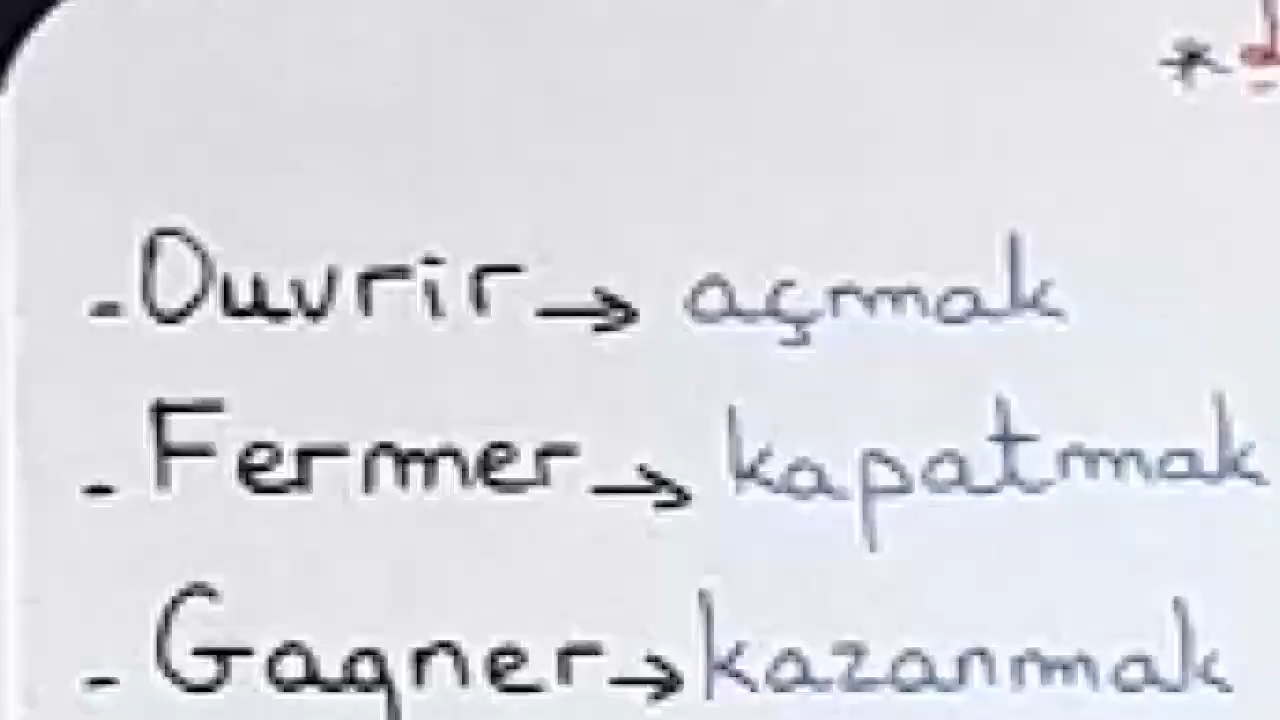 *
- Ouvrir → açmak
- Fermer → kapatmak
- Gagner → kazanmak